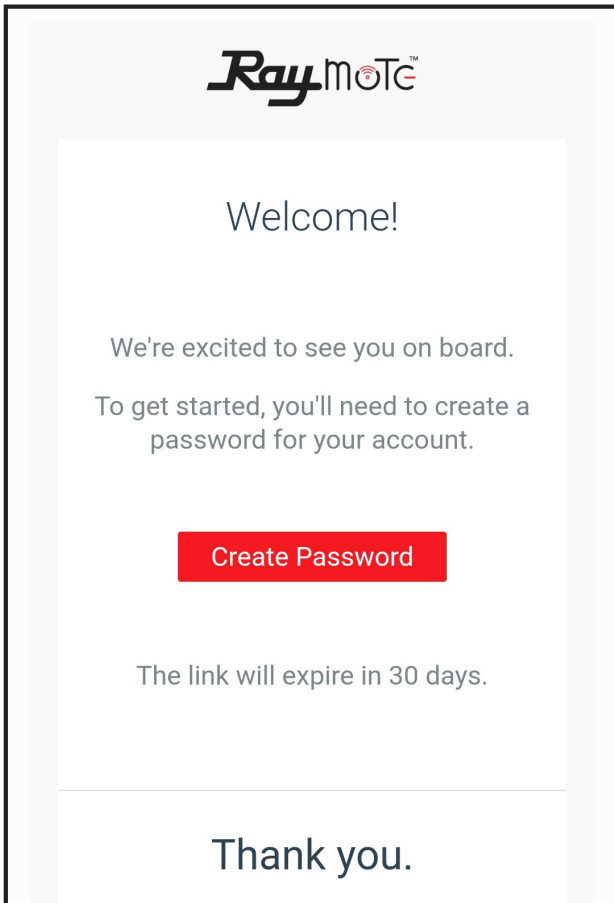 Raymote™
Welcome!
We're excited to see you on board.
To get started, you'll need to create a
password for your account.
Create Password
The link will expire in 30 days.
Thank you.